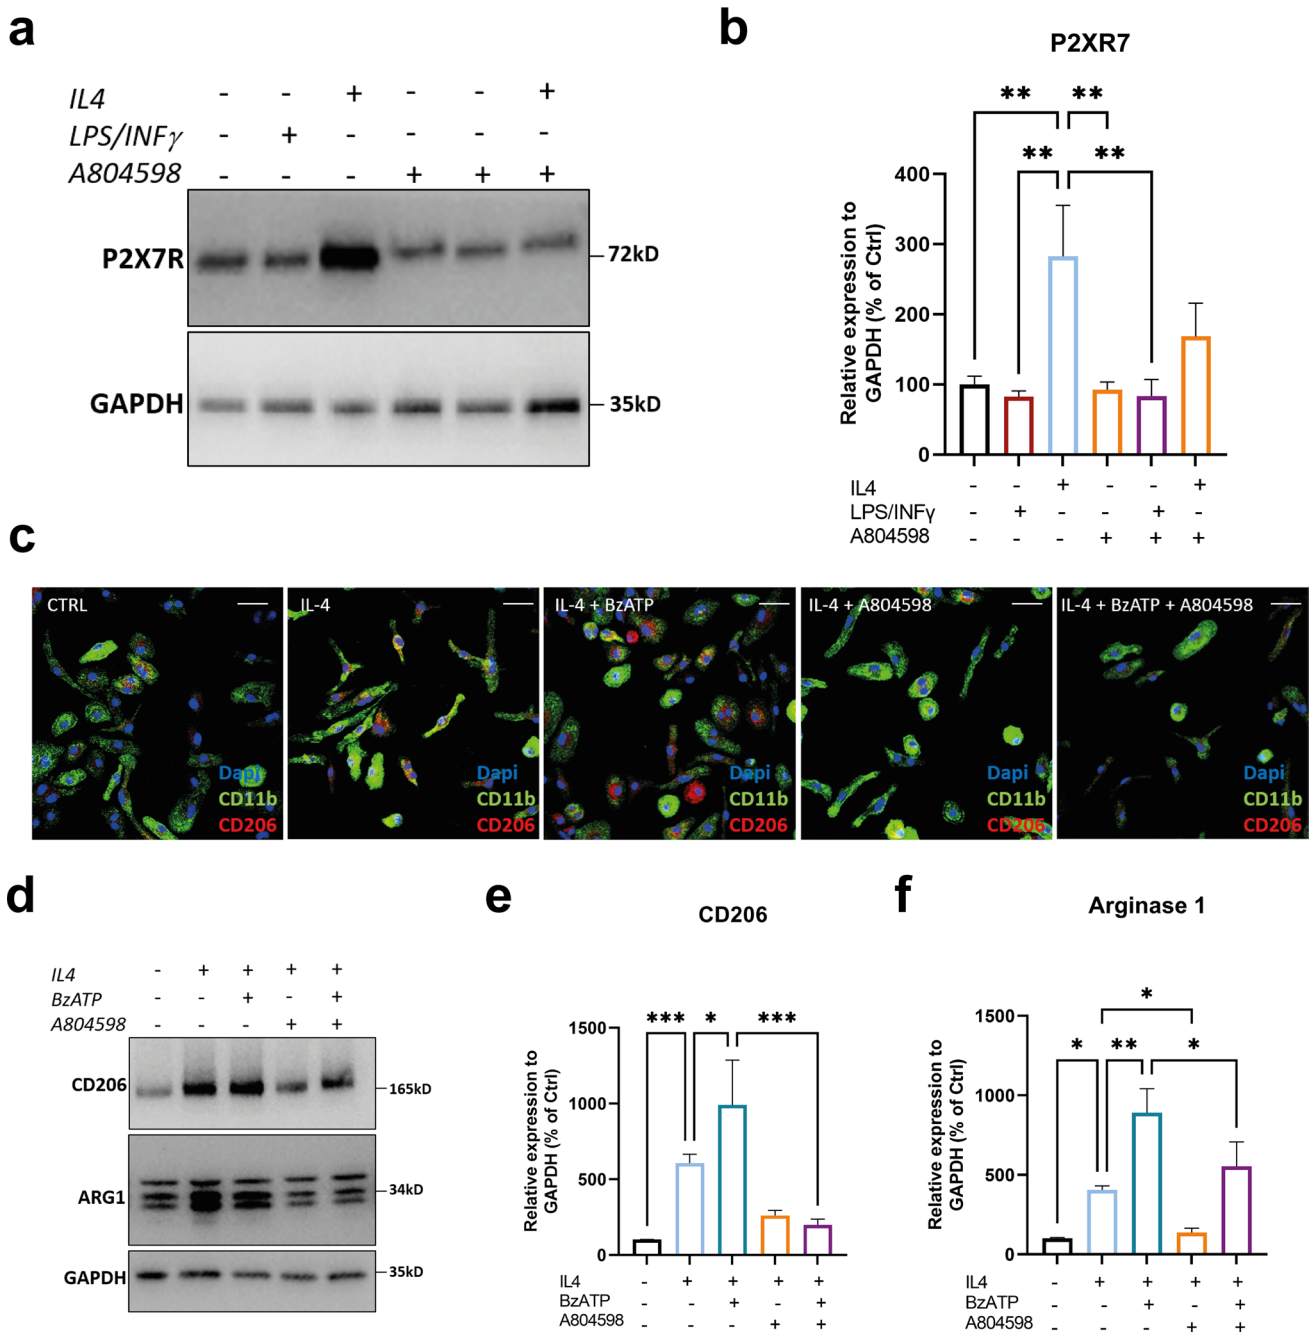 a
IL4 - - + - - +
LPS/INFγ - + - - - -
A804598 - - - + + +
P2X7R
72kD
GAPDH
35kD
b
P2XR7
** **
** **
Relative expression to
GAPDH (% of Ctrl)
400
300
200
100
0
IL4 - - + - - +
LPS/INFγ - + - - + -
A804598 - - - + + +
c
CTRL
Dapi
CD11b
CD206
IL-4
Dapi
CD11b
CD206
IL-4 + BzATP
Dapi
CD11b
CD206
IL-4 + A804598
Dapi
CD11b
CD206
IL-4 + BzATP + A804598
Dapi
CD11b
CD206
d
IL4 - + + + +
BzATP - - + - +
A804598 - - - + +
CD206
165kD
ARG1
34kD
GAPDH
35kD
e
CD206
*** * ***
Relative expression to
GAPDH (% of Ctrl)
1500
1000
500
0
IL4 - + + + +
BzATP - - + - +
A804598 - - - + +
f
Arginase 1
*
* ** *
Relative expression to
GAPDH (% of Ctrl)
1500
1000
500
0
IL4 - + + + +
BzATP - - + - +
A804598 - - - + +